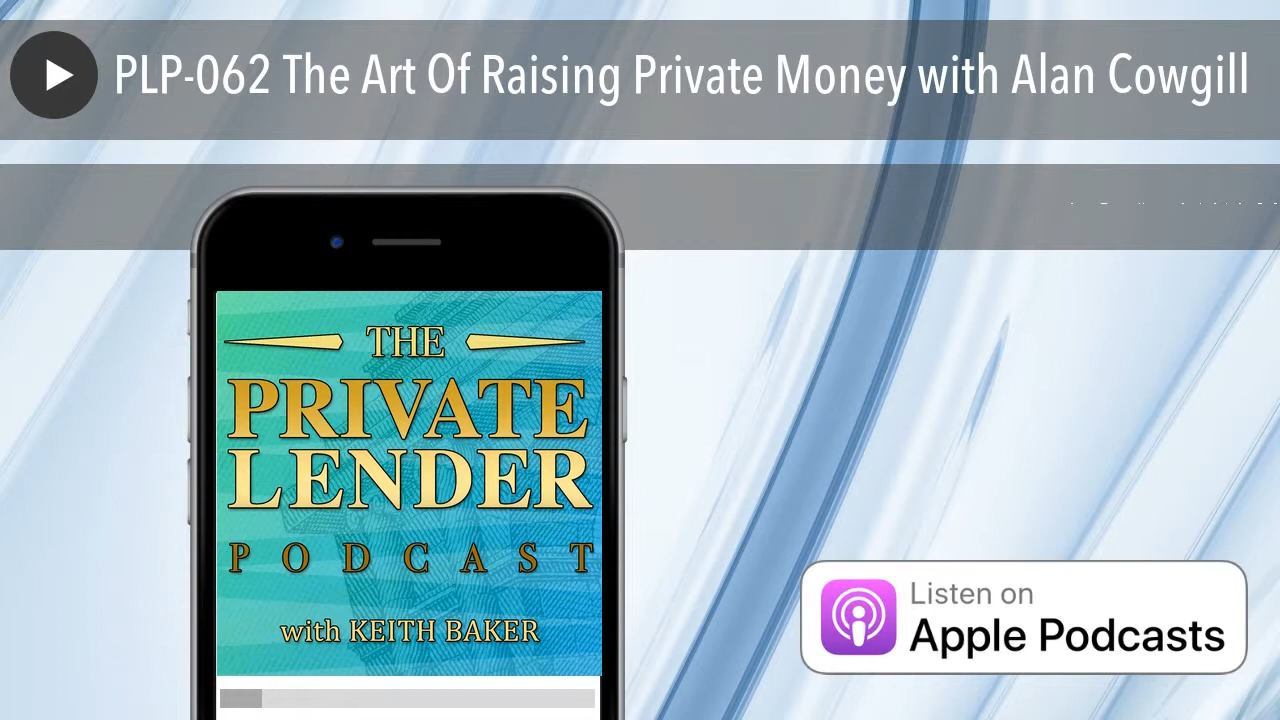 PLP-062 The Art Of Raising Private Money with Alan Cowgill
THE
PRIVATE
LENDER
PODCAST
with KEITH BAKER
Listen on
Apple Podcasts